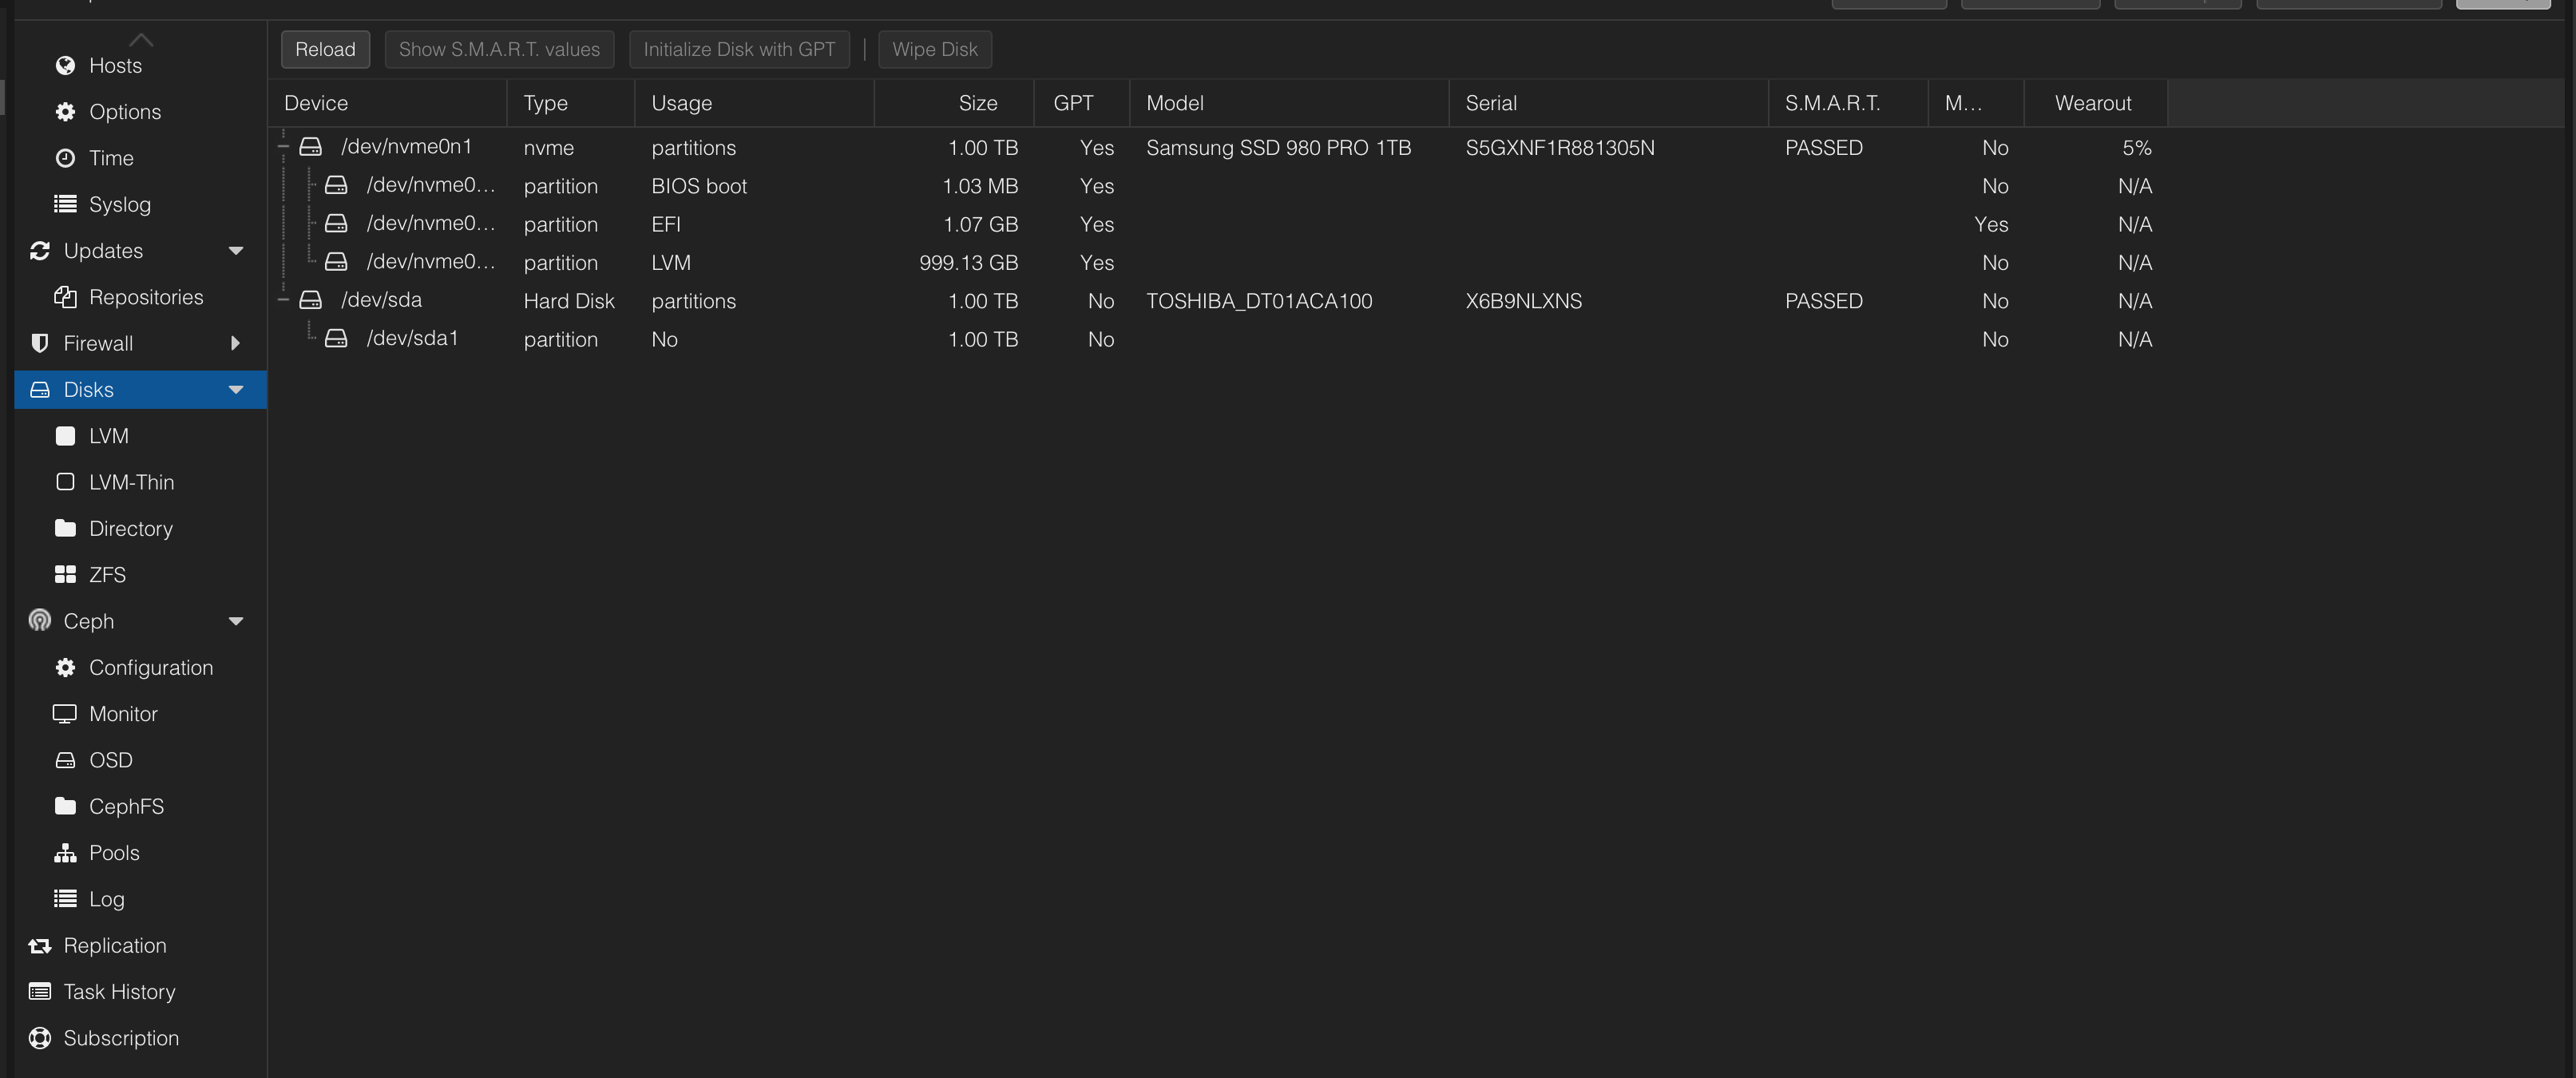 Reload Show S.M.A.R.T. values Initialize Disk with GPT | Wipe Disk
Hosts
Options
Time
Syslog
Updates
Repositories
Firewall
Disks
LVM
LVM-Thin
Directory
ZFS
Ceph
Configuration
Monitor
OSD
CephFS
Pools
Log
Replication
Task History
Subscription
Device Type Usage Size GPT Model Serial S.M.A.R.T. M... Wearout
/dev/nvme0n1 nvme partitions 1.00 TB Yes Samsung SSD 980 PRO 1TB S5GXNF1R881305N PASSED No 5%
/dev/nvme0... partition BIOS boot 1.03 MB Yes No N/A
/dev/nvme0... partition EFI 1.07 GB Yes Yes N/A
/dev/nvme0... partition LVM 999.13 GB Yes No N/A
/dev/sda Hard Disk partitions 1.00 TB No TOSHIBA_DT01ACA100 X6B9NLXNS PASSED No N/A
/dev/sda1 partition No 1.00 TB No No N/A